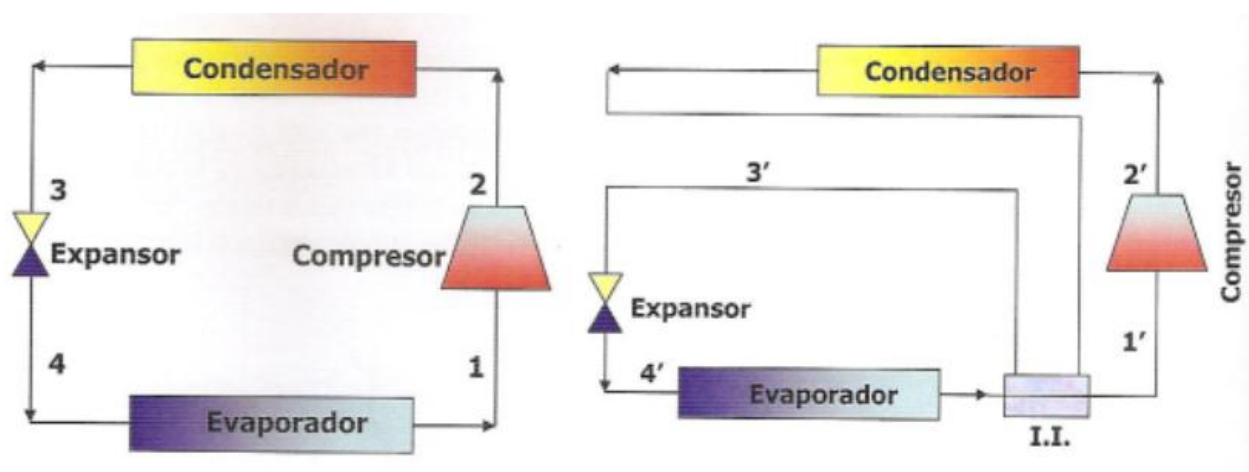 Condensador
3
2
Expansor
Compresor
4
1
Evaporador
Condensador
3’
2’
Compresor
Expansor
1’
4’
Evaporador
I.I.